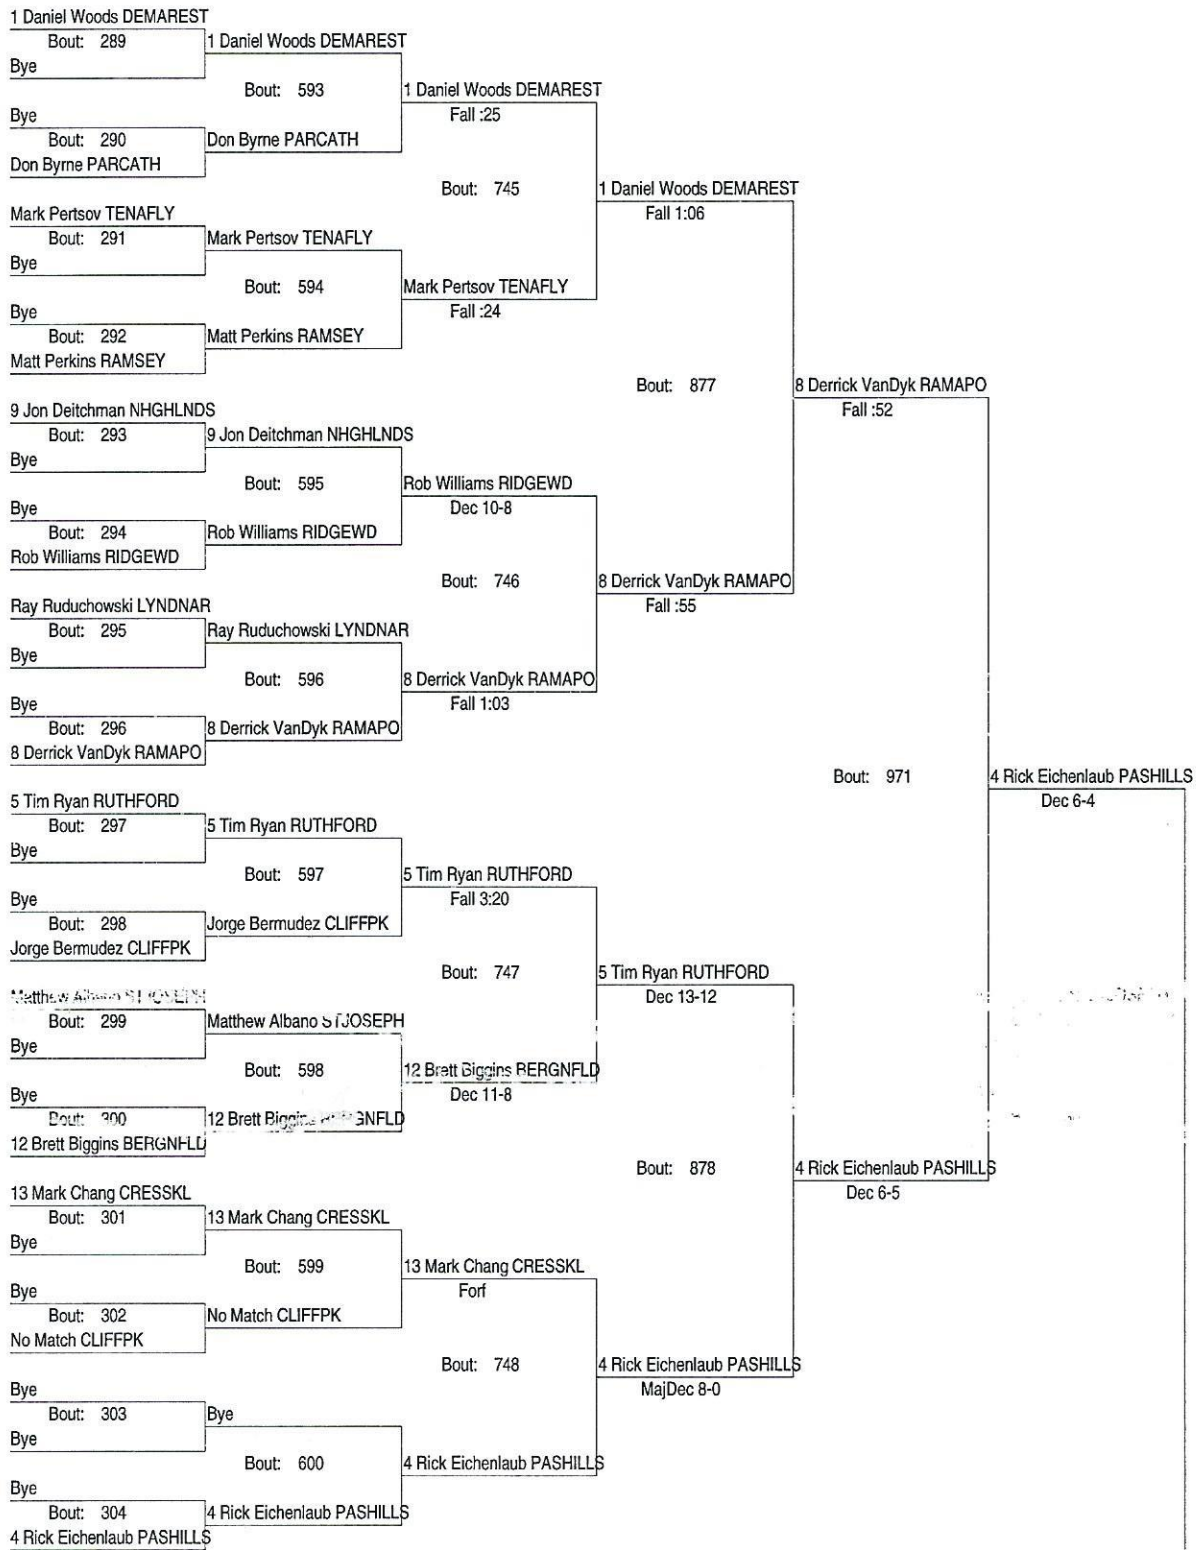 1 Daniel Woods DEMAREST
Bout: 289
1 Daniel Woods DEMAREST
Bye
Bout: 593
1 Daniel Woods DEMAREST
Bye
Fall :25
Bout: 290
Don Byrne PARCATH
Don Byrne PARCATH
Bout: 745
1 Daniel Woods DEMAREST
Mark Pertsov TENAFLY
Fall 1:06
Bout: 291
Mark Pertsov TENAFLY
Bye
Bout: 594
Mark Pertsov TENAFLY
Bye
Fall :24
Bout: 292
Matt Perkins RAMSEY
Matt Perkins RAMSEY
Bout: 877
8 Derrick VanDyk RAMAPO
9 Jon Deitchman NHGHLNDS
Fall :52
Bout: 293
9 Jon Deitchman NHGHLNDS
Bye
Bout: 595
Rob Williams RIDGEWD
Bye
Dec 10-8
Bout: 294
Rob Williams RIDGEWD
Rob Williams RIDGEWD
Bout: 746
8 Derrick VanDyk RAMAPO
Ray Ruduchowski LYNDNAR
Fall :55
Bout: 295
Ray Ruduchowski LYNDNAR
Bye
Bout: 596
8 Derrick VanDyk RAMAPO
Bye
Fall 1:03
Bout: 296
8 Derrick VanDyk RAMAPO
8 Derrick VanDyk RAMAPO
Bout: 971
4 Rick Eichenlaub PASHILLS
5 Tim Ryan RUTHFORD
Dec 6-4
Bout: 297
5 Tim Ryan RUTHFORD
Bye
Bout: 597
5 Tim Ryan RUTHFORD
Bye
Fall 3:20
Bout: 298
Jorge Bermudez CLIFFPK
Jorge Bermudez CLIFFPK
Bout: 747
5 Tim Ryan RUTHFORD
Matthew Albano STJOSEPH
Dec 13-12
Bout: 299
Matthew Albano STJOSEPH
Bye
Bout: 598
12 Brett Biggins BERGNFLD
Bye
Dec 11-8
Bout: 300
12 Brett Biggins BERGNFLD
12 Brett Biggins BERGNFLD
Bout: 878
4 Rick Eichenlaub PASHILLS
13 Mark Chang CRESSKL
Dec 6-5
Bout: 301
13 Mark Chang CRESSKL
Bye
Bout: 599
13 Mark Chang CRESSKL
Bye
Forf
Bout: 302
No Match CLIFFPK
No Match CLIFFPK
Bout: 748
4 Rick Eichenlaub PASHILLS
Bye
MajDec 8-0
Bout: 303
Bye
Bye
Bout: 600
4 Rick Eichenlaub PASHILLS
Bye
Bout: 304
4 Rick Eichenlaub PASHILLS
4 Rick Eichenlaub PASHILLS